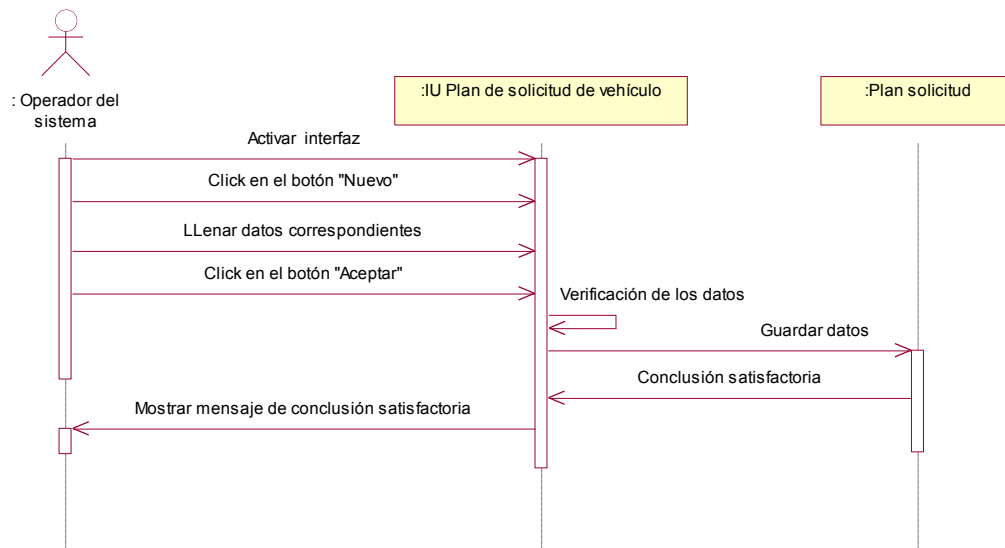 : Operador del
sistema
:IU Plan de solicitud de vehículo
:Plan solicitud
Activar interfaz
Click en el botón "Nuevo"
LLenar datos correspondientes
Click en el botón "Aceptar"
Verificación de los datos
Guardar datos
Conclusión satisfactoria
Mostrar mensaje de conclusión satisfactoria